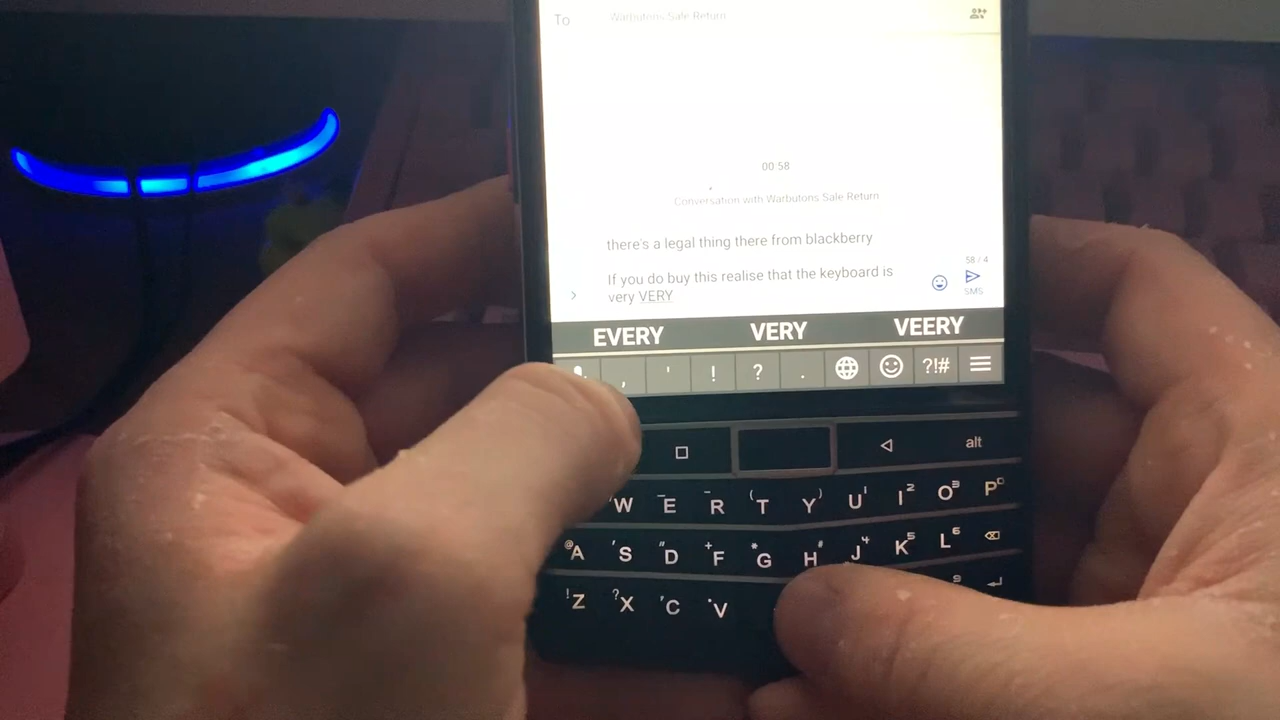 To Warbutons Sale Return
00:58
Conversation with Warbutons Sale Return
there's a legal thing there from blackberry
If you do buy this realise that the keyboard is
very VERY
58 / 4
SMS
EVERY VERY VEERY
, ' ! ? . ?!#
alt
W E R T Y U I O P
A S D F G H J K L
Z X C V